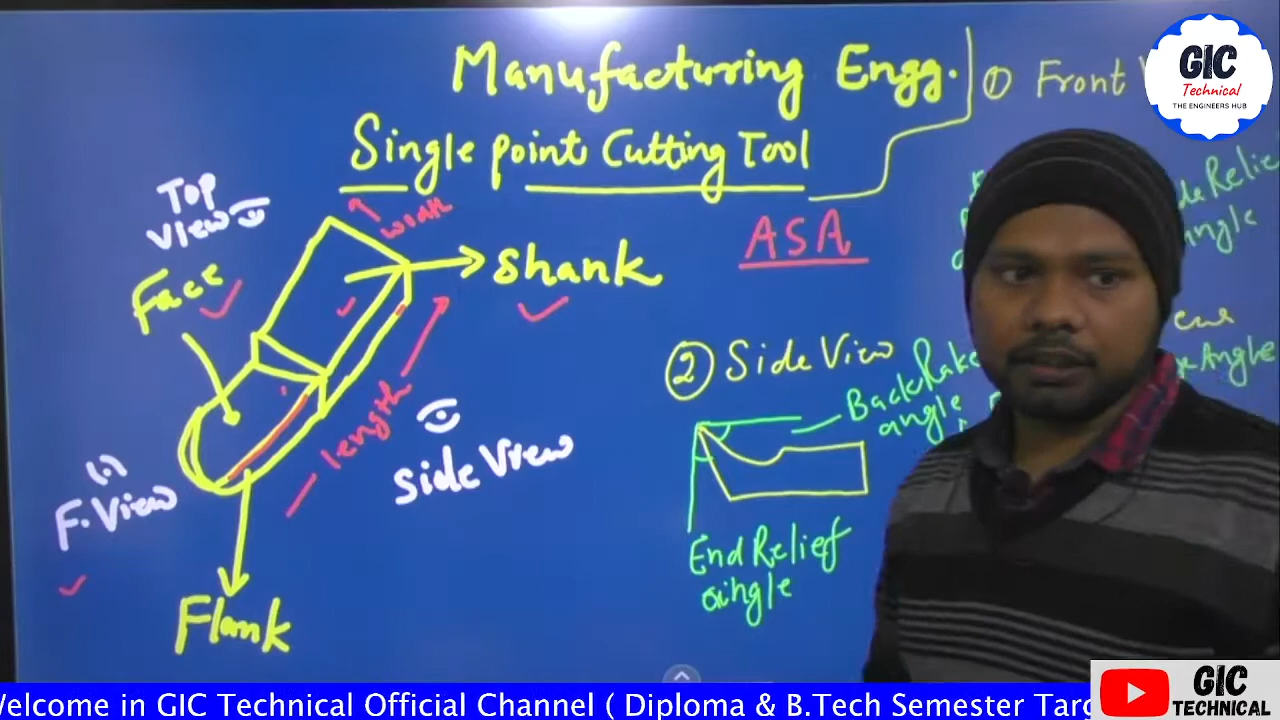 Manufacturing Engg.
Single point Cutting Tool
ASA
Top
View
Face
width
Shank
length
Side View
F. View
Flank
① Front
② Side View
Back Rake
angle
End Relief
angle
Angle
GIC
Technical
THE ENGINEERS HUB
Welcome in GIC Technical Official Channel ( Diploma & B.Tech Semester Targ
GIC
TECHNICAL